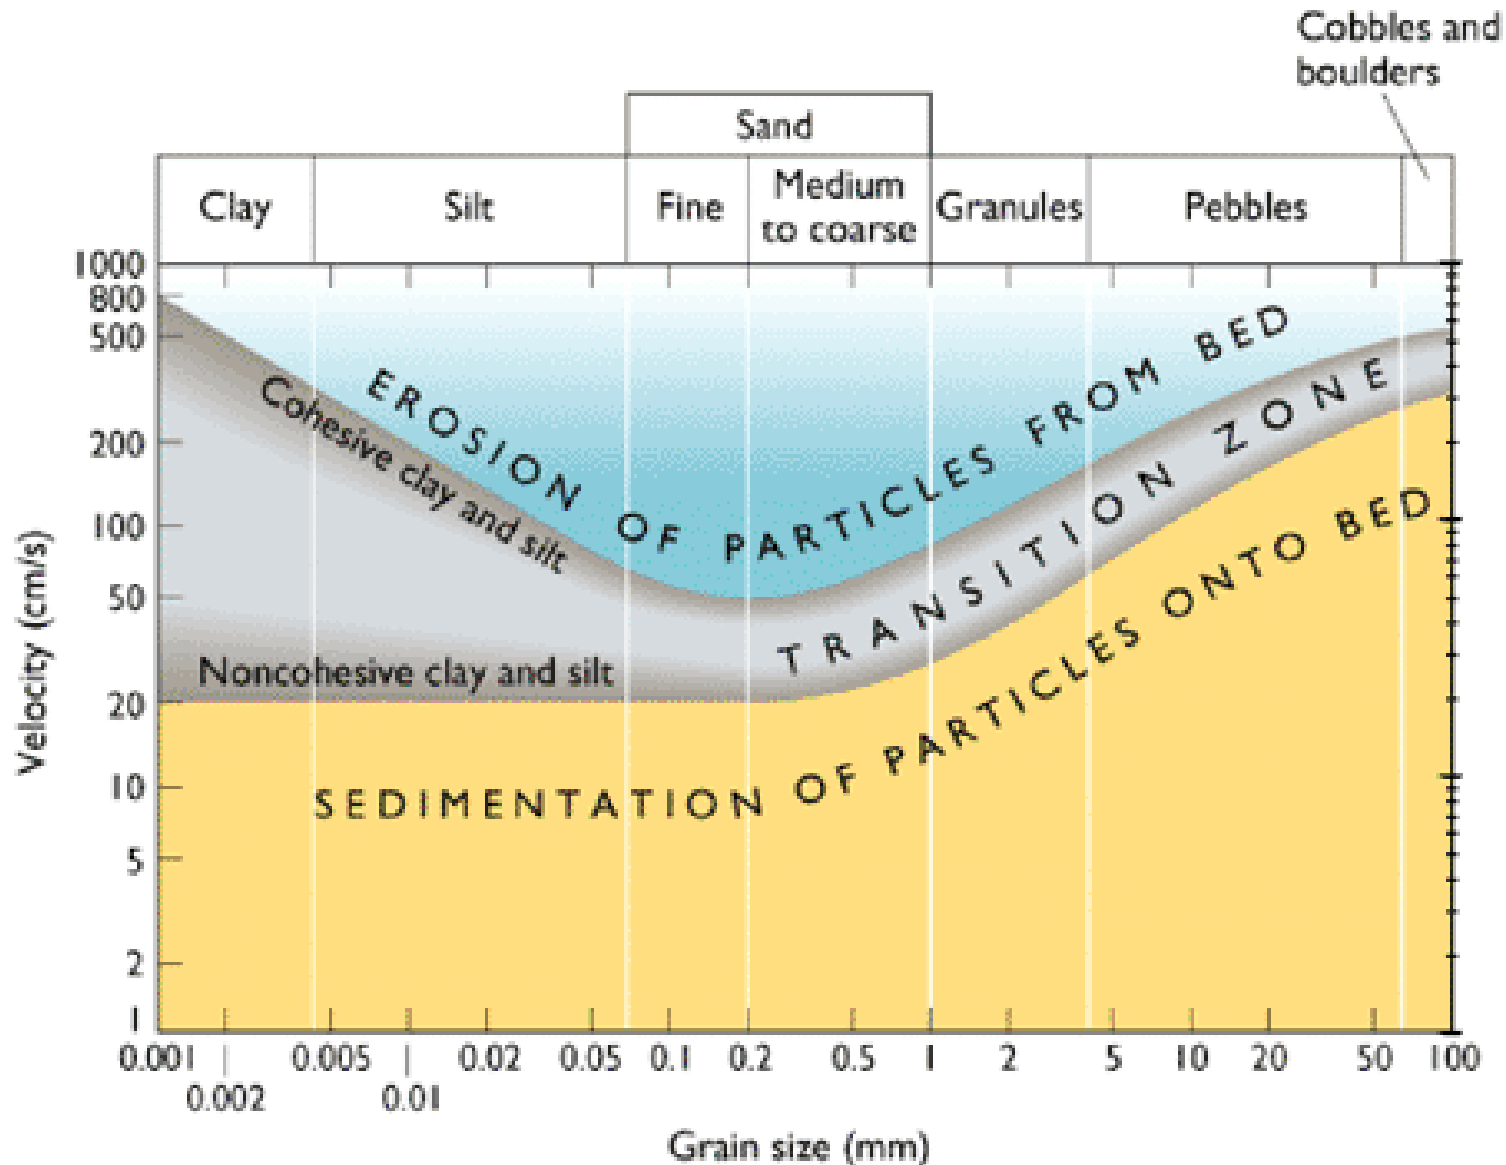 Cobbles and
boulders
Sand
Clay
Silt
Fine
Medium
to coarse
Granules
Pebbles
1000
800
500
200
100
50
20
10
5
2
1
Velocity (cm/s)
EROSION OF PARTICLES FROM BED
Cohesive clay and silt
TRANSITION ZONE
Noncohesive clay and silt
SEDIMENTATION OF PARTICLES ONTO BED
0.001 0.005 0.02 0.05 0.1 0.2 0.5 1 2 5 10 20 50 100
0.002 0.01
Grain size (mm)